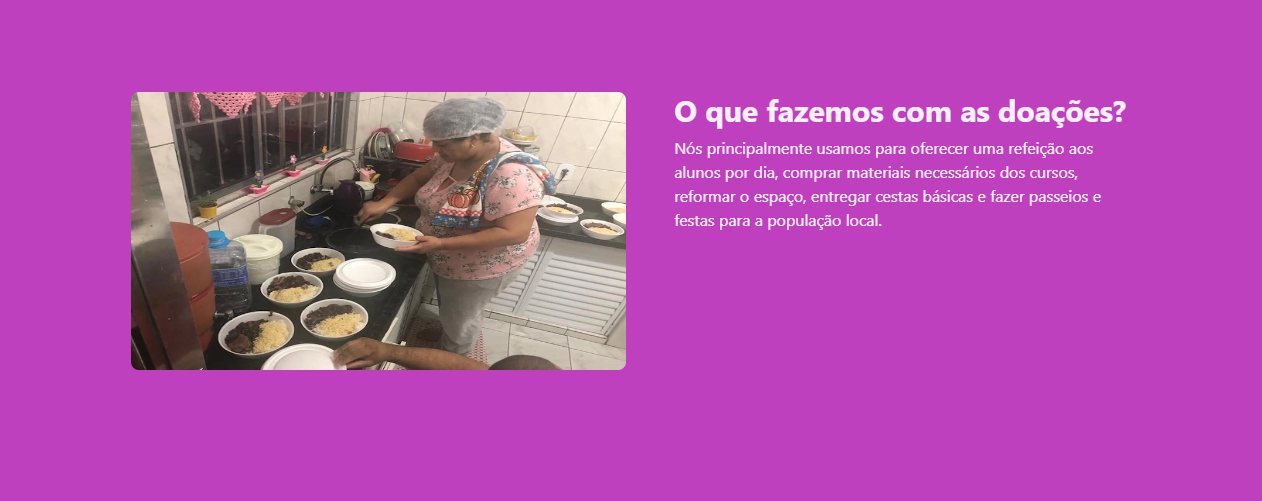 O que fazemos com as doações?
Nós principalmente usamos para oferecer uma refeição aos
alunos por dia, comprar materiais necessários dos cursos,
reformar o espaço, entregar cestas básicas e fazer passeios e
festas para a população local.